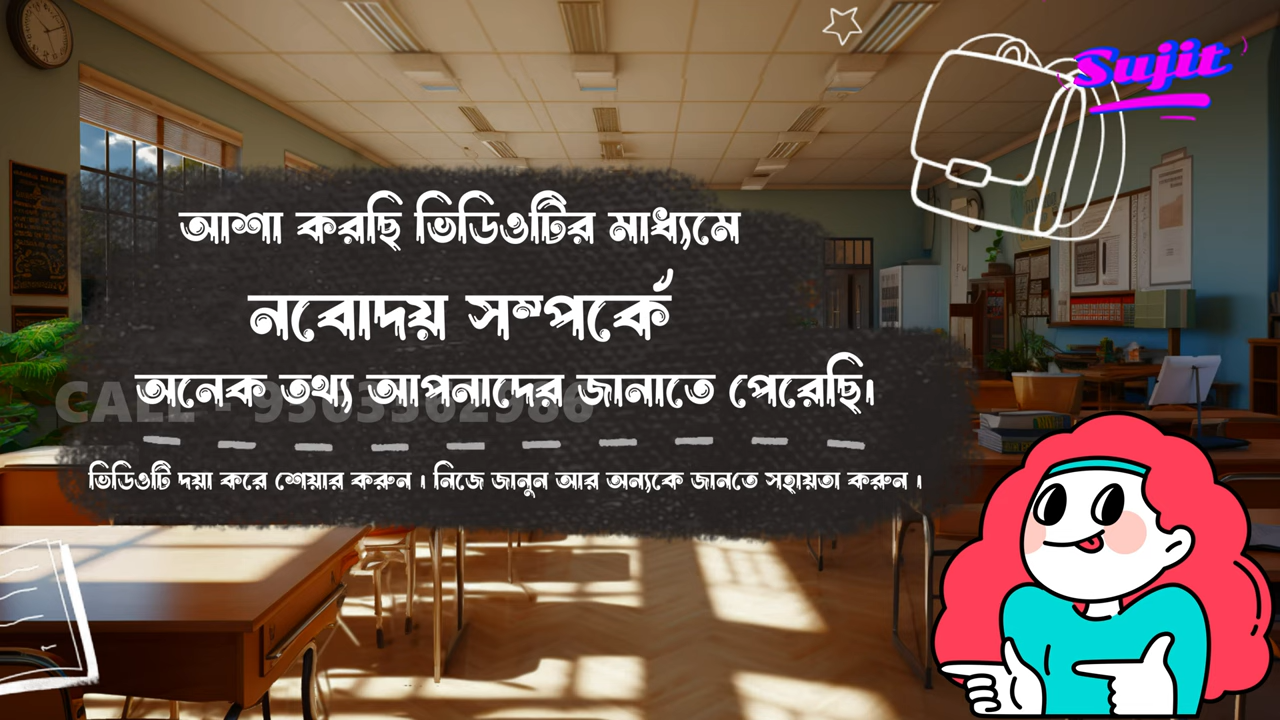 Sujit
আশা করছি ভিডিওটির মাধ্যমে
নবোদয় সম্পর্কে
অনেক তথ্য আপনাদের জানাতে পেরেছি।
ভিডিওটি দয়া করে শেয়ার করুন । নিজে জানুন আর অন্যকে জানতে সহায়তা করুন ।